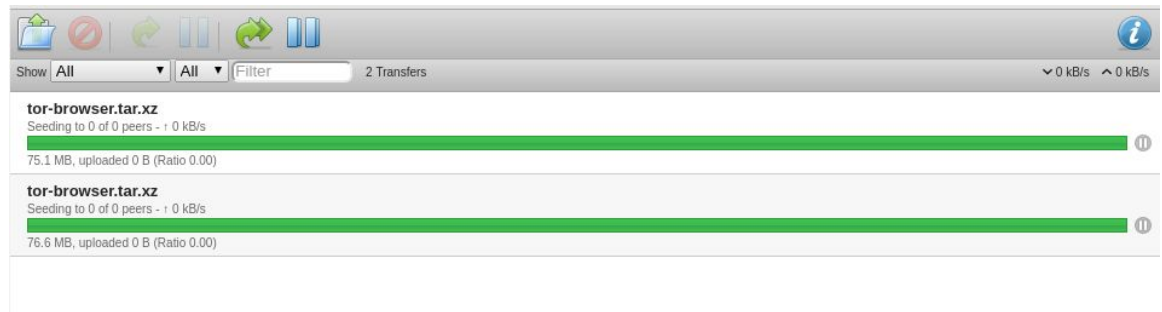 Show All All Filter 2 Transfers 0 kB/s 0 kB/s
tor-browser.tar.xz
Seeding to 0 of 0 peers - ↑ 0 kB/s
75.1 MB, uploaded 0 B (Ratio 0.00)
tor-browser.tar.xz
Seeding to 0 of 0 peers - ↑ 0 kB/s
76.6 MB, uploaded 0 B (Ratio 0.00)